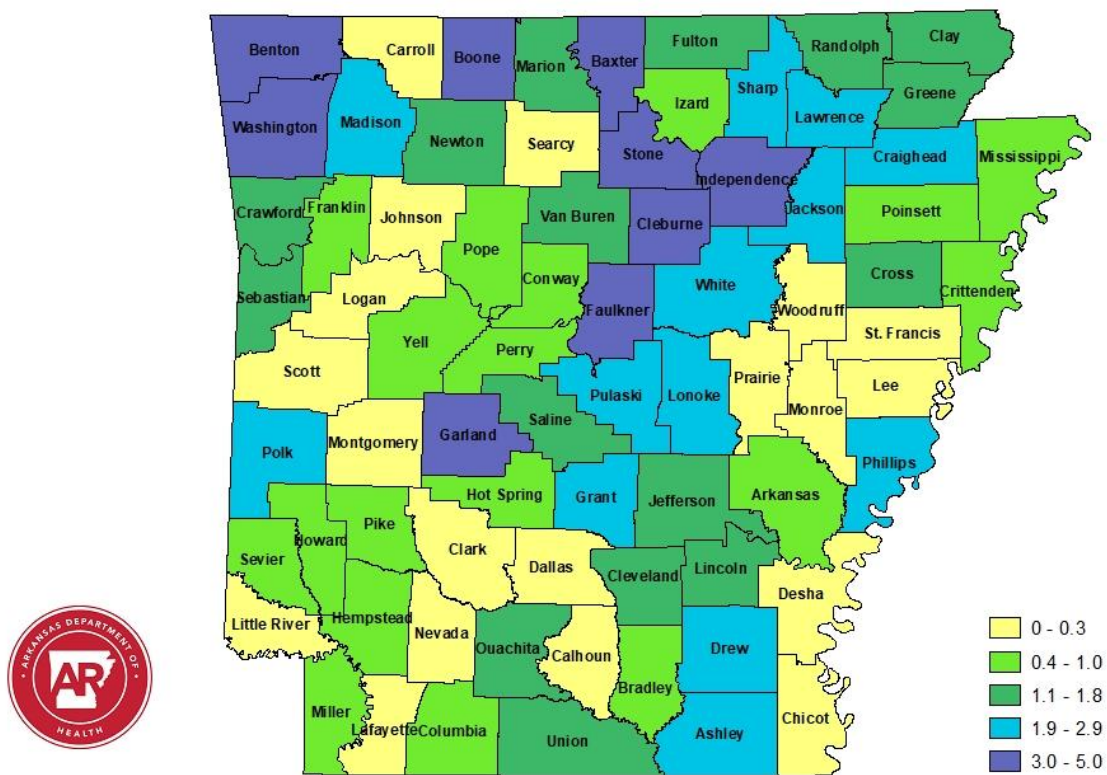 Benton
Carroll
Boone
Marion
Baxter
Fulton
Randolph
Clay
Washington
Madison
Newton
Searcy
Stone
Izard
Sharp
Lawrence
Greene
Independence
Craighead
Mississippi
Crawford
Franklin
Johnson
Pope
Van Buren
Cleburne
Jackson
Poinsett
Sebastian
Logan
Conway
Faulkner
White
Woodruff
Cross
Crittenden
Scott
Yell
Perry
Pulaski
Lonoke
Prairie
Monroe
St. Francis
Lee
Polk
Montgomery
Garland
Saline
Phillips
Hot Spring
Grant
Jefferson
Arkansas
Sevier
Howard
Pike
Clark
Dallas
Cleveland
Lincoln
Desha
Little River
Hempstead
Nevada
Ouachita
Calhoun
Bradley
Drew
Miller
Lafayette
Columbia
Union
Ashley
Chicot
ARKANSAS DEPARTMENT OF
AR
HEALTH
0 - 0.3
0.4 - 1.0
1.1 - 1.8
1.9 - 2.9
3.0 - 5.0